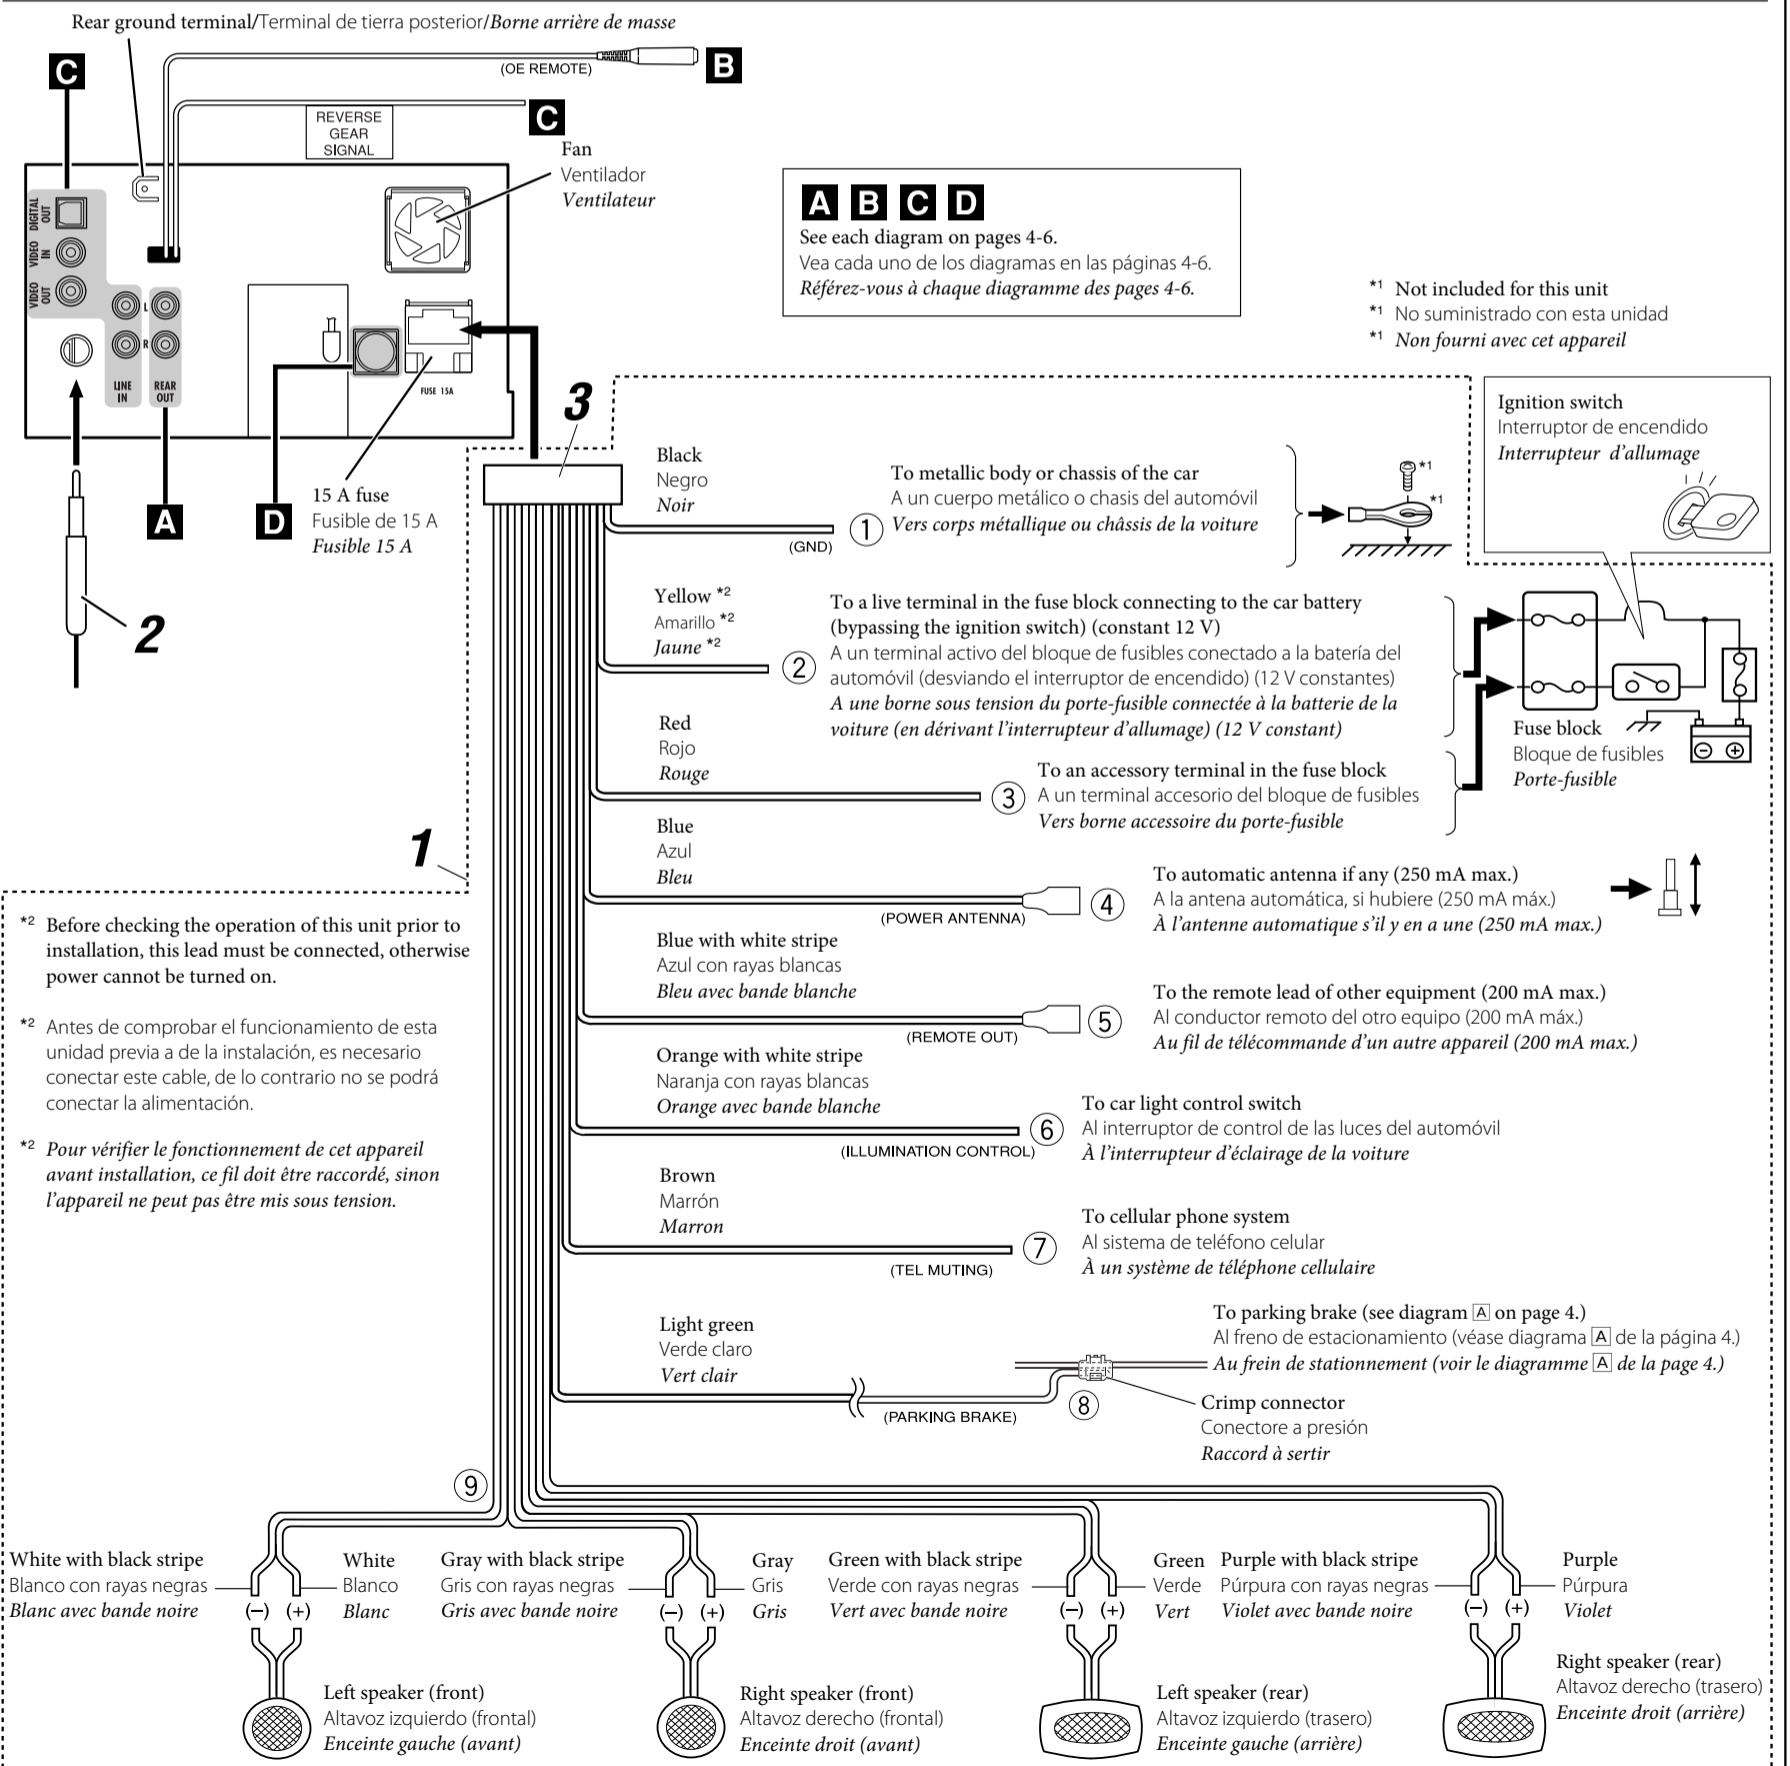 Rear ground terminal/Terminal de tierra posterior/Borne arrière de masse
C
(OE REMOTE)
B
REVERSE
GEAR
SIGNAL
C
Fan
Ventilador
Ventilateur
A B C D
See each diagram on pages 4-6.
Vea cada uno de los diagramas en las páginas 4-6.
Référez-vous à chaque diagramme des pages 4-6.
*1 Not included for this unit
*1 No suministrado con esta unidad
*1 Non fourni avec cet appareil
DIGITAL
OUT
VIDEO
IN
VIDEO
OUT
L
R
LINE
IN
REAR
OUT
FUSE 15A
A
D
15 A fuse
Fusible de 15 A
Fusible 15 A
2
3
1
Ignition switch
Interruptor de encendido
Interrupteur d'allumage
Black
Negro
Noir
(GND)
①
To metallic body or chassis of the car
A un cuerpo metálico o chasis del automóvil
Vers corps métallique ou châssis de la voiture
*1
*1
Yellow *2
Amarillo *2
Jaune *2
②
To a live terminal in the fuse block connecting to the car battery
(bypassing the ignition switch) (constant 12 V)
A un terminal activo del bloque de fusibles conectado a la batería del
automóvil (desviando el interruptor de encendido) (12 V constantes)
A une borne sous tension du porte-fusible connectée à la batterie de la
voiture (en dérivant l'interrupteur d'allumage) (12 V constant)
Fuse block
Bloque de fusibles
Porte-fusible
⊖ ⊕
Red
Rojo
Rouge
③
To an accessory terminal in the fuse block
A un terminal accesorio del bloque de fusibles
Vers borne accessoire du porte-fusible
Blue
Azul
Bleu
(POWER ANTENNA)
④
To automatic antenna if any (250 mA max.)
A la antena automática, si hubiere (250 mA máx.)
À l'antenne automatique s'il y en a une (250 mA max.)
Blue with white stripe
Azul con rayas blancas
Bleu avec bande blanche
(REMOTE OUT)
⑤
To the remote lead of other equipment (200 mA max.)
Al conductor remoto del otro equipo (200 mA máx.)
Au fil de télécommande d'un autre appareil (200 mA max.)
Orange with white stripe
Naranja con rayas blancas
Orange avec bande blanche
(ILLUMINATION CONTROL)
⑥
To car light control switch
Al interruptor de control de las luces del automóvil
À l'interrupteur d'éclairage de la voiture
Brown
Marrón
Marron
(TEL MUTING)
⑦
To cellular phone system
Al sistema de teléfono celular
À un système de téléphone cellulaire
Light green
Verde claro
Vert clair
(PARKING BRAKE)
⑧
To parking brake (see diagram A on page 4.)
Al freno de estacionamiento (véase diagrama A de la página 4.)
Au frein de stationnement (voir le diagramme A de la page 4.)
Crimp connector
Conectore a presión
Raccord à sertir
*2 Before checking the operation of this unit prior to
installation, this lead must be connected, otherwise
power cannot be turned on.
*2 Antes de comprobar el funcionamiento de esta
unidad previa a de la instalación, es necesario
conectar este cable, de lo contrario no se podrá
conectar la alimentación.
*2 Pour vérifier le fonctionnement de cet appareil
avant installation, ce fil doit être raccordé, sinon
l'appareil ne peut pas être mis sous tension.
⑨
White with black stripe
Blanco con rayas negras
Blanc avec bande noire
(−) (+)
White
Blanco
Blanc
Left speaker (front)
Altavoz izquierdo (frontal)
Enceinte gauche (avant)
Gray with black stripe
Gris con rayas negras
Gris avec bande noire
(−) (+)
Gray
Gris
Gris
Right speaker (front)
Altavoz derecho (frontal)
Enceinte droit (avant)
Green with black stripe
Verde con rayas negras
Vert avec bande noire
(−) (+)
Green
Verde
Vert
Left speaker (rear)
Altavoz izquierdo (trasero)
Enceinte gauche (arrière)
Purple with black stripe
Púrpura con rayas negras
Violet avec bande noire
(−) (+)
Purple
Púrpura
Violet
Right speaker (rear)
Altavoz derecho (trasero)
Enceinte droit (arrière)